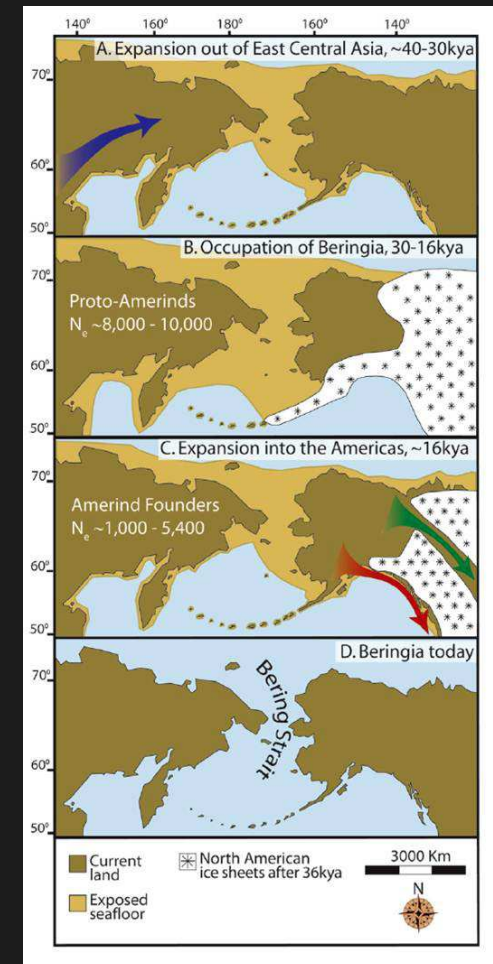 140° 160° 180° 160° 140°
A. Expansion out of East Central Asia, ~40-30kya
70°
60°
50°
B. Occupation of Beringia, 30-16kya
70°
Proto-Amerinds
Ne ~8,000 - 10,000
60°
50°
C. Expansion into the Americas, ~16kya
70°
Amerind Founders
Ne ~1,000 - 5,400
60°
50°
D. Beringia today
70°
Bering Strait
60°
50°
Current
land
Exposed
seafloor
North American
ice sheets after 36kya
3000 Km
N